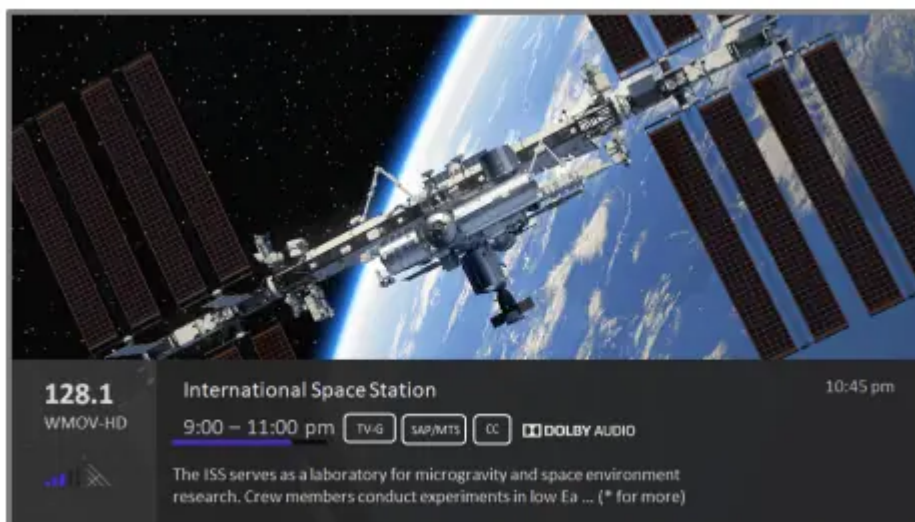 128.1
WMOV-HD
International Space Station
10:45 pm
9:00 – 11:00 pm TV-G SAP/MTS CC DOLBY AUDIO
The ISS serves as a laboratory for microgravity and space environment
research. Crew members conduct experiments in low Ea ... (* for more)